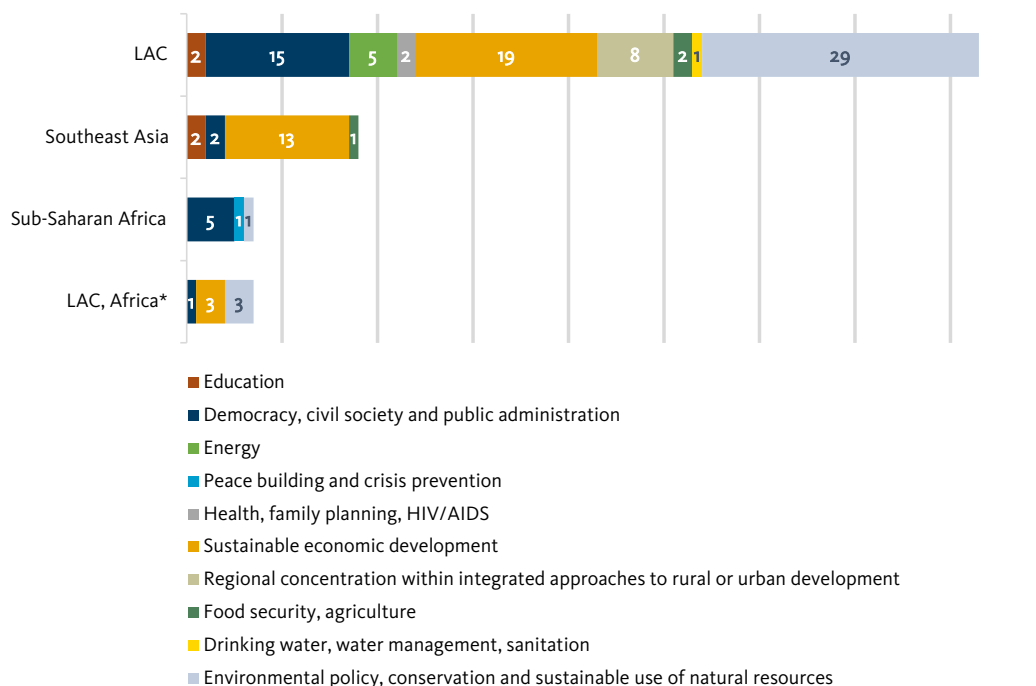 LAC
2 15 5 2 19 8 2 1 29
Southeast Asia
2 2 13 1
Sub-Saharan Africa
5 1 1
LAC, Africa*
1 3 3
Education
Democracy, civil society and public administration
Energy
Peace building and crisis prevention
Health, family planning, HIV/AIDS
Sustainable economic development
Regional concentration within integrated approaches to rural or urban development
Food security, agriculture
Drinking water, water management, sanitation
Environmental policy, conservation and sustainable use of natural resources